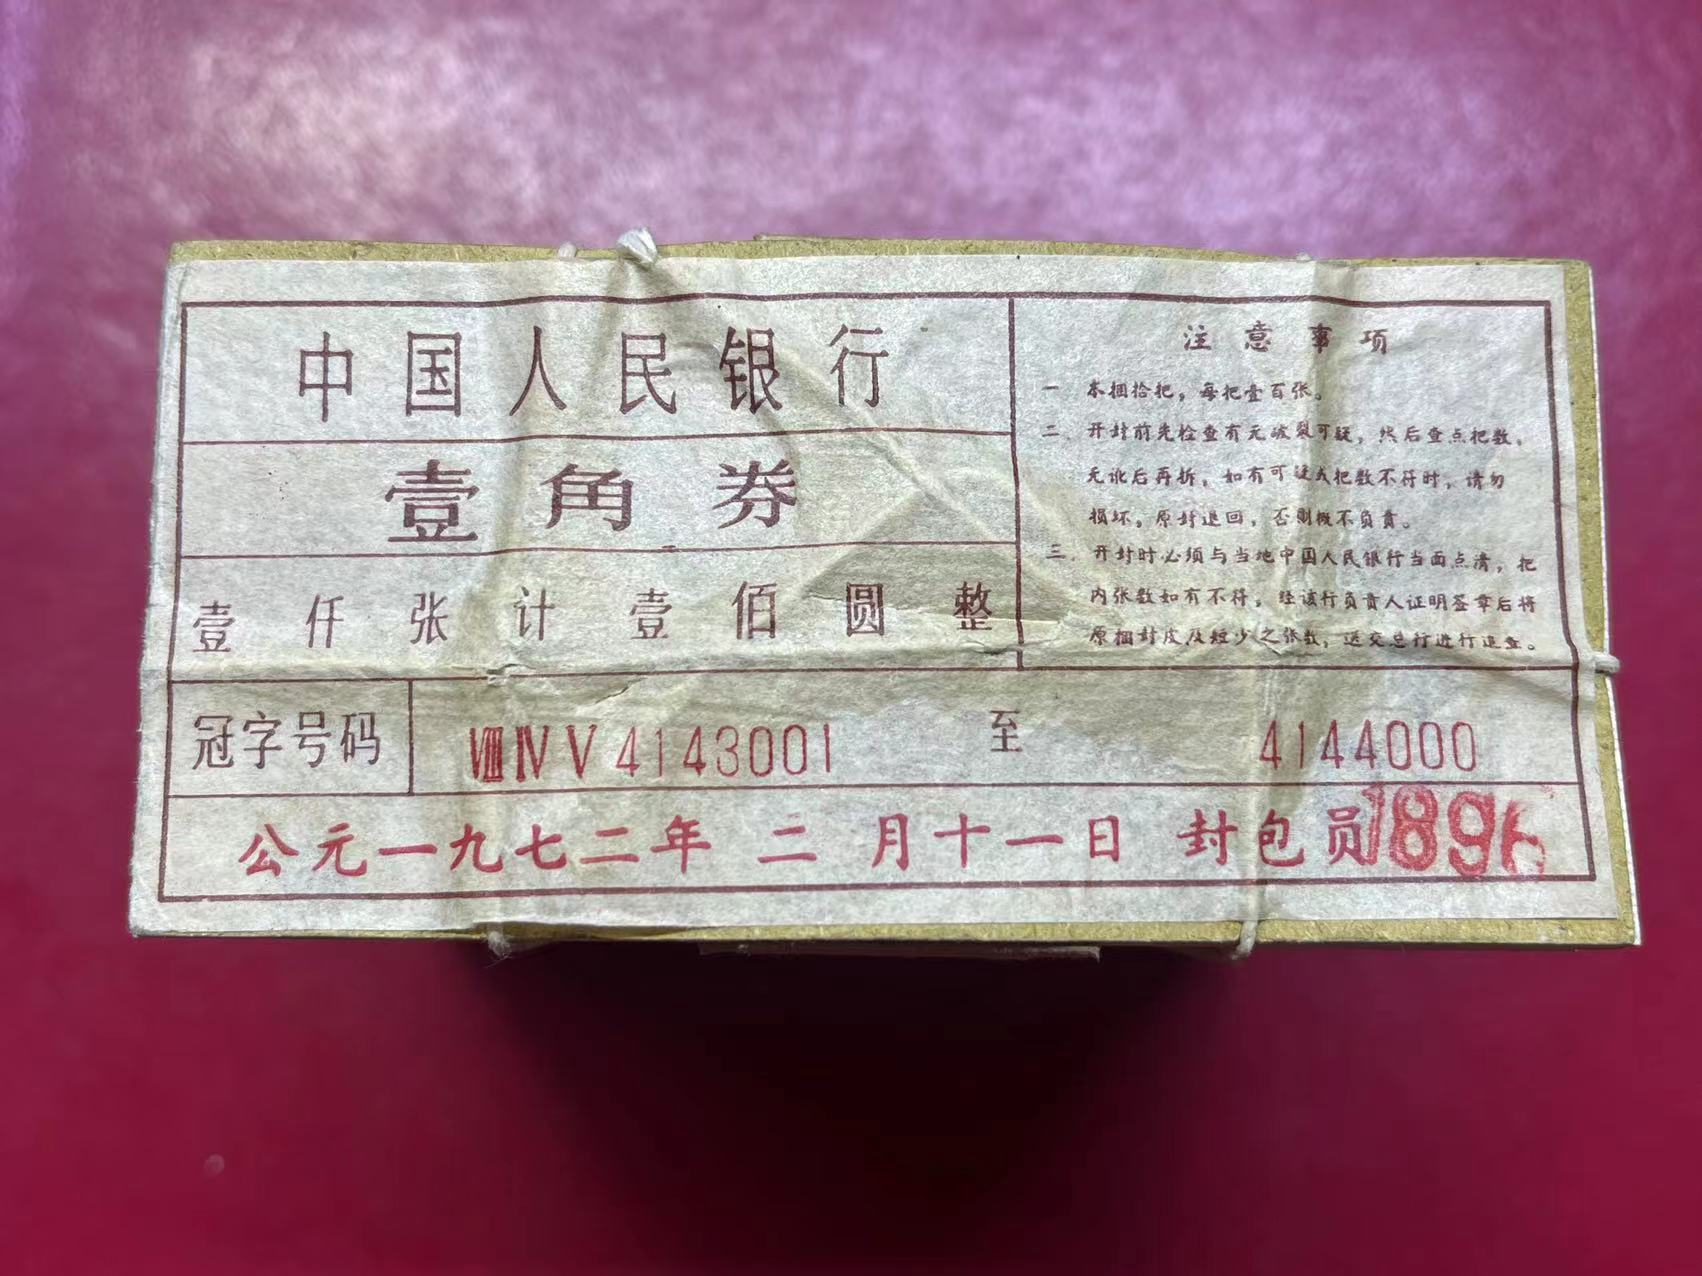 中国人民银行
壹角券
壹仟张计壹佰圆整
注意事项
一 本捆拾把，每把壹百张。
二、开封前先检查有无破裂可疑，然后查点把数，
无讹后再拆，如有可疑或把数不符时，请勿
损坏，原封退回，否则概不负责。
三、开封时必须与当地中国人民银行当面点清，把
内张数如有不符，经该行负责人证明签章后将
原捆封皮及短少之张数，送交总行进行追查。
冠字号码 ⅧⅣⅤ4143001 至 4144000
公元一九七二年 二 月十一日 封包员1896